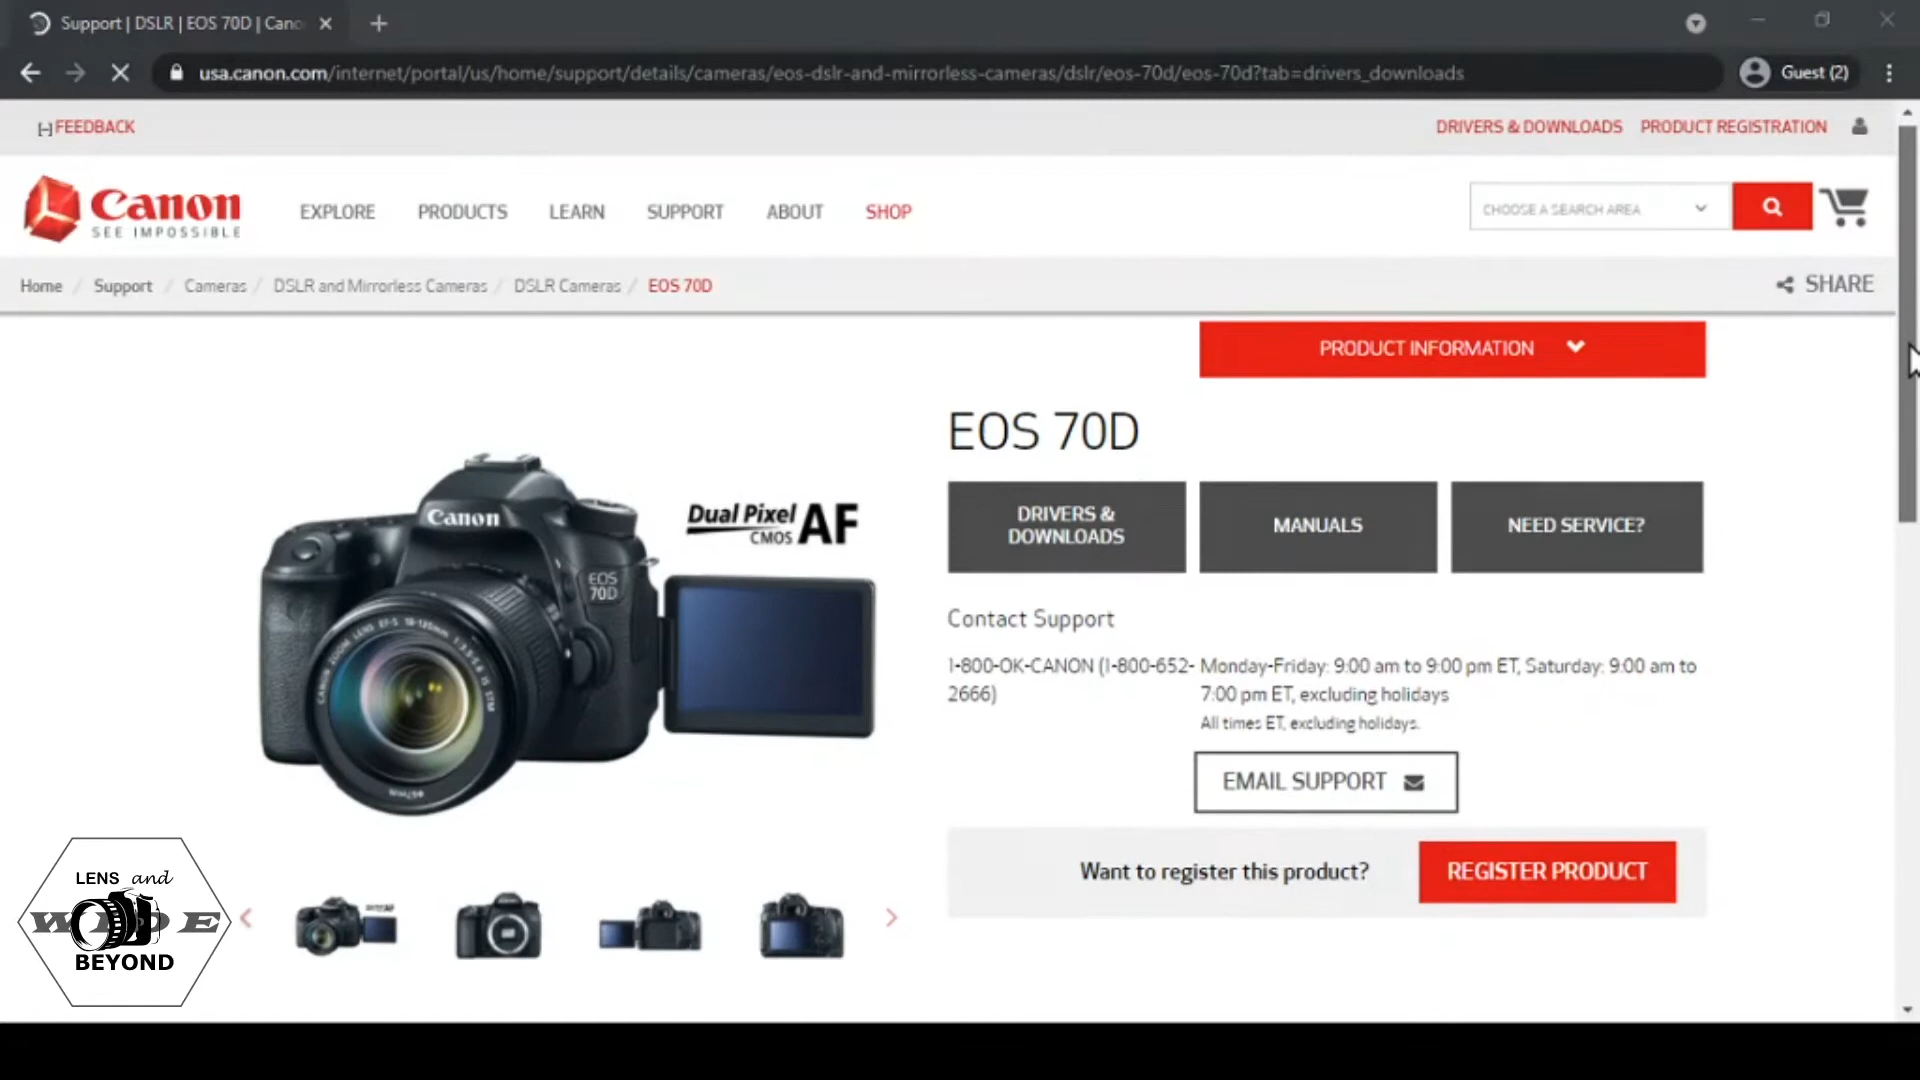 Support | DSLR | EOS 70D | Cano
usa.canon.com/internet/portal/us/home/support/details/cameras/eos-dslr-and-mirrorless-cameras/dslr/eos-70d/eos-70d?tab=drivers_downloads
Guest (2)
[-] FEEDBACK
DRIVERS & DOWNLOADS PRODUCT REGISTRATION
Canon
SEE IMPOSSIBLE
EXPLORE PRODUCTS LEARN SUPPORT ABOUT SHOP
CHOOSE A SEARCH AREA
Home / Support / Cameras / DSLR and Mirrorless Cameras / DSLR Cameras / EOS 70D
SHARE
PRODUCT INFORMATION
EOS 70D
Canon
EOS
70D
Dual Pixel AF
CMOS
DRIVERS &
DOWNLOADS
MANUALS
NEED SERVICE?
Contact Support
1-800-OK-CANON (1-800-652-
2666)
Monday-Friday: 9:00 am to 9:00 pm ET, Saturday: 9:00 am to
7:00 pm ET, excluding holidays
All times ET, excluding holidays.
EMAIL SUPPORT
Want to register this product?
REGISTER PRODUCT
LENS and
WIDE
BEYOND